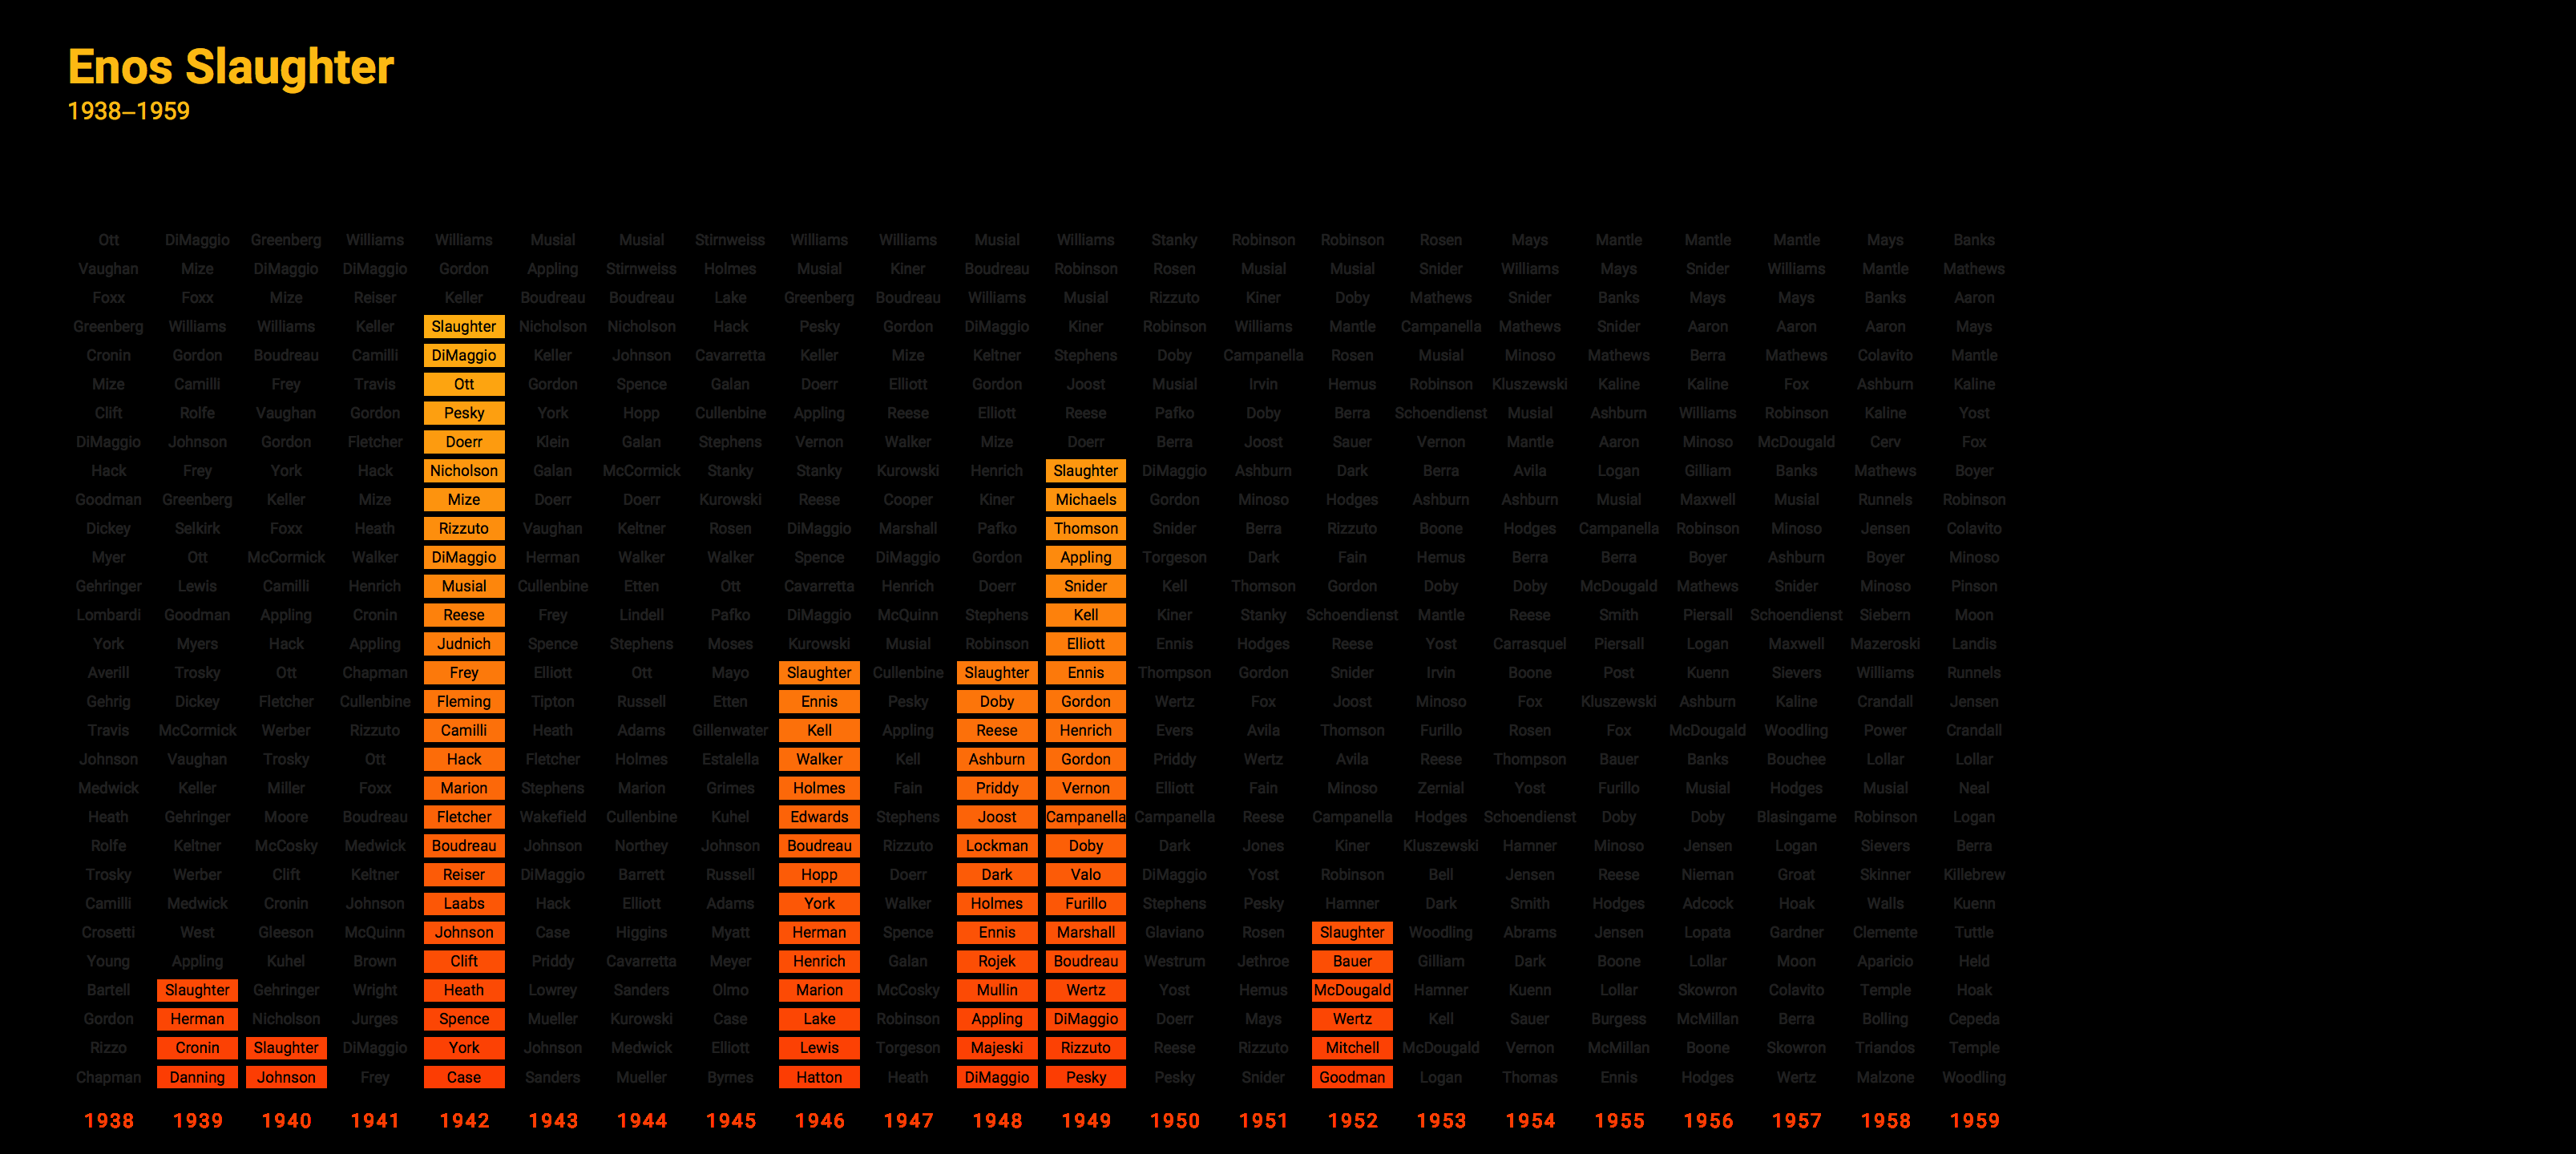 Enos Slaughter
1938–1959
Ott DiMaggio Greenberg Williams Williams Musial Musial Stirnweiss Williams Williams Musial Williams Stanky Robinson Robinson Rosen Mays Mantle Mantle Mantle Mays Banks
Vaughan Mize DiMaggio DiMaggio Gordon Appling Stirnweiss Holmes Musial Kiner Boudreau Robinson Rosen Musial Musial Snider Williams Mays Snider Williams Mantle Mathews
Foxx Foxx Mize Reiser Keller Boudreau Boudreau Lake Greenberg Boudreau Williams Musial Rizzuto Kiner Doby Mathews Snider Banks Mays Mays Banks Aaron
Greenberg Williams Williams Keller Slaughter Nicholson Nicholson Hack Pesky Gordon DiMaggio Kiner Robinson Williams Mantle Campanella Mathews Snider Aaron Aaron Aaron Mays
Cronin Gordon Boudreau Camilli DiMaggio Keller Johnson Cavarretta Keller Mize Keltner Stephens Doby Campanella Rosen Musial Minoso Mathews Berra Mathews Colavito Mantle
Mize Camilli Frey Travis Ott Gordon Spence Galan Doerr Elliott Gordon Joost Musial Irvin Hemus Robinson Kluszewski Kaline Kaline Fox Ashburn Kaline
Clift Rolfe Vaughan Gordon Pesky York Hopp Cullenbine Appling Reese Elliott Reese Pafko Doby Berra Schoendienst Musial Ashburn Williams Robinson Kaline Yost
DiMaggio Johnson Gordon Fletcher Doerr Klein Galan Stephens Vernon Walker Mize Doerr Berra Joost Sauer Vernon Mantle Aaron Minoso McDougald Cerv Fox
Hack Frey York Hack Nicholson Galan McCormick Stanky Stanky Kurowski Henrich Slaughter DiMaggio Ashburn Dark Berra Avila Logan Gilliam Banks Mathews Boyer
Goodman Greenberg Keller Mize Mize Doerr Doerr Kurowski Reese Cooper Kiner Michaels Gordon Minoso Hodges Ashburn Ashburn Musial Maxwell Musial Runnels Robinson
Dickey Selkirk Foxx Heath Rizzuto Vaughan Keltner Rosen DiMaggio Marshall Pafko Thomson Snider Berra Rizzuto Boone Hodges Campanella Robinson Minoso Jensen Colavito
Myer Ott McCormick Walker DiMaggio Herman Walker Walker Spence DiMaggio Gordon Appling Torgeson Dark Fain Hemus Berra Berra Boyer Ashburn Boyer Minoso
Gehringer Lewis Camilli Henrich Musial Cullenbine Etten Ott Cavarretta Henrich Doerr Snider Kell Thomson Gordon Doby Doby McDougald Mathews Snider Minoso Pinson
Lombardi Goodman Appling Cronin Reese Frey Lindell Pafko DiMaggio McQuinn Stephens Kell Kiner Stanky Schoendienst Mantle Reese Smith Piersall Schoendienst Siebern Moon
York Myers Hack Appling Judnich Spence Stephens Moses Kurowski Musial Robinson Elliott Ennis Hodges Reese Yost Carrasquel Piersall Logan Maxwell Mazeroski Landis
Averill Trosky Ott Chapman Frey Elliott Ott Mayo Slaughter Cullenbine Slaughter Ennis Thompson Gordon Snider Irvin Boone Post Kuenn Sievers Williams Runnels
Gehrig Dickey Fletcher Cullenbine Fleming Tipton Russell Etten Ennis Pesky Doby Gordon Wertz Fox Joost Minoso Fox Kluszewski Ashburn Kaline Crandall Jensen
Travis McCormick Werber Rizzuto Camilli Heath Adams Gillenwater Kell Appling Reese Henrich Evers Avila Thomson Furillo Rosen Fox McDougald Woodling Power Crandall
Johnson Vaughan Trosky Ott Hack Fletcher Holmes Estalella Walker Kell Ashburn Gordon Priddy Wertz Avila Reese Thompson Bauer Banks Bouchee Lollar Lollar
Medwick Keller Miller Foxx Marion Stephens Marion Grimes Holmes Fain Priddy Vernon Elliott Fain Minoso Zernial Yost Furillo Musial Hodges Musial Neal
Heath Gehringer Moore Boudreau Fletcher Wakefield Cullenbine Kuhel Edwards Stephens Joost Campanella Campanella Reese Campanella Hodges Schoendienst Doby Doby Blasingame Robinson Logan
Rolfe Keltner McCosky Medwick Boudreau Johnson Northey Johnson Boudreau Rizzuto Lockman Doby Dark Jones Kiner Kluszewski Hamner Minoso Jensen Logan Sievers Berra
Trosky Werber Clift Keltner Reiser DiMaggio Barrett Russell Hopp Doerr Dark Valo DiMaggio Yost Robinson Bell Jensen Reese Nieman Groat Skinner Killebrew
Camilli Medwick Cronin Johnson Laabs Hack Elliott Adams York Walker Holmes Furillo Stephens Pesky Hamner Dark Smith Hodges Adcock Hoak Walls Kuenn
Crosetti West Gleeson McQuinn Johnson Case Higgins Myatt Herman Spence Ennis Marshall Glaviano Rosen Slaughter Woodling Abrams Jensen Lopata Gardner Clemente Tuttle
Young Appling Kuhel Brown Clift Priddy Cavarretta Meyer Henrich Galan Rojek Boudreau Westrum Jethroe Bauer Gilliam Dark Boone Lollar Moon Aparicio Held
Bartell Slaughter Gehringer Wright Heath Lowrey Sanders Olmo Marion McCosky Mullin Wertz Yost Hemus McDougald Hamner Kuenn Lollar Skowron Colavito Temple Hoak
Gordon Herman Nicholson Jurges Spence Mueller Kurowski Case Lake Robinson Appling DiMaggio Doerr Mays Wertz Kell Sauer Burgess McMillan Berra Bolling Cepeda
Rizzo Cronin Slaughter DiMaggio York Johnson Medwick Elliott Lewis Torgeson Majeski Rizzuto Reese Rizzuto Mitchell McDougald Vernon McMillan Boone Skowron Triandos Temple
Chapman Danning Johnson Frey Case Sanders Mueller Byrnes Hatton Heath DiMaggio Pesky Pesky Snider Goodman Logan Thomas Ennis Hodges Wertz Malzone Woodling
1938 1939 1940 1941 1942 1943 1944 1945 1946 1947 1948 1949 1950 1951 1952 1953 1954 1955 1956 1957 1958 1959